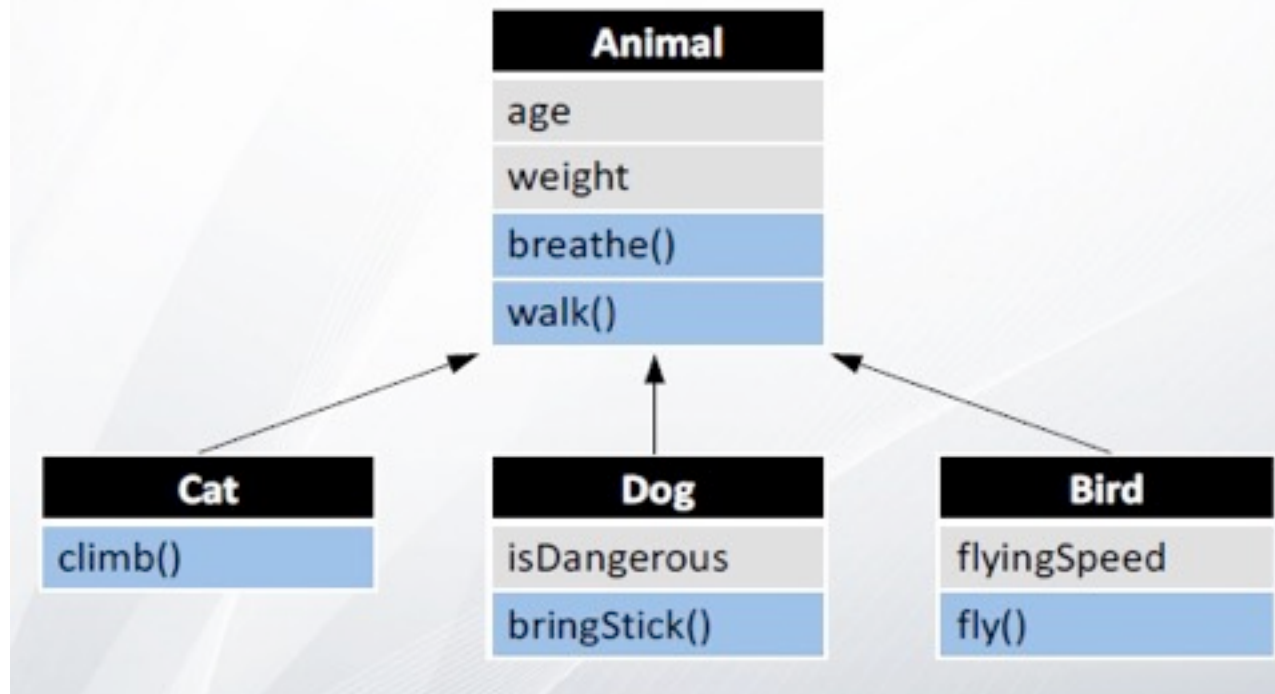 Animal
age
weight
breathe()
walk()
Cat
climb()
Dog
isDangerous
bringStick()
Bird
flyingSpeed
fly()